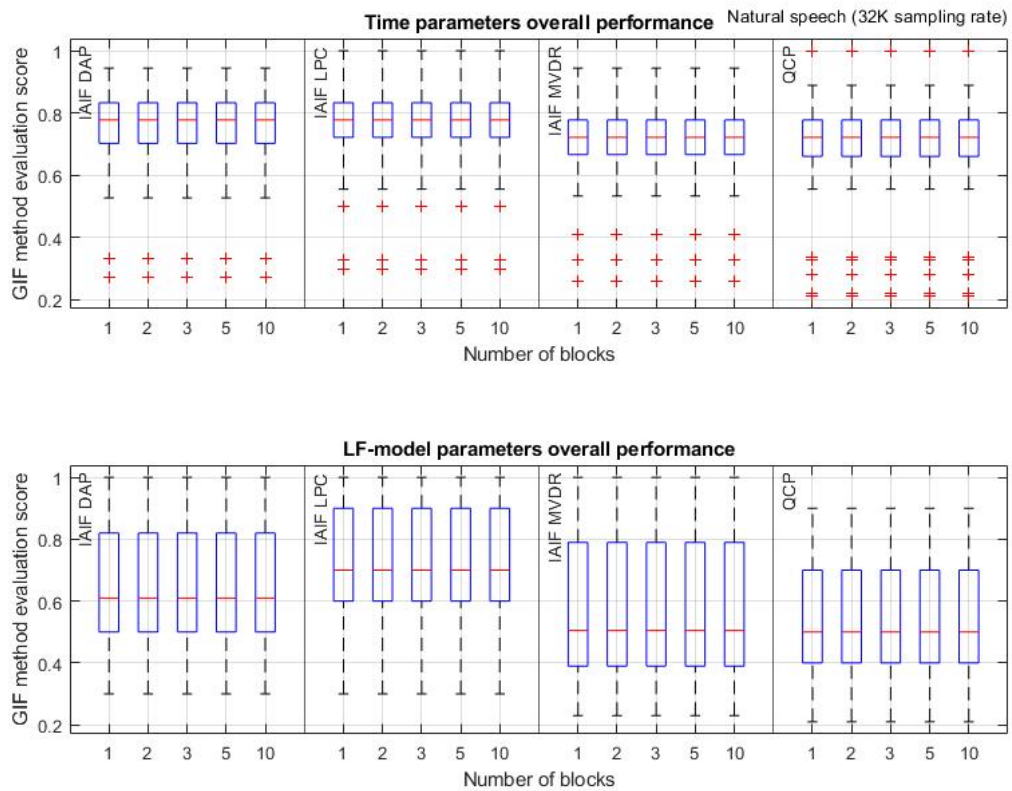 Time parameters overall performance
Natural speech (32K sampling rate)
GIF method evaluation score
1
0.8
0.6
0.4
0.2
IAIF DAP
IAIF LPC
IAIF MVDR
QCP
1 2 3 5 10 1 2 3 5 10 1 2 3 5 10 1 2 3 5 10
Number of blocks
LF-model parameters overall performance
GIF method evaluation score
1
0.8
0.6
0.4
0.2
IAIF DAP
IAIF LPC
IAIF MVDR
QCP
1 2 3 5 10 1 2 3 5 10 1 2 3 5 10 1 2 3 5 10
Number of blocks